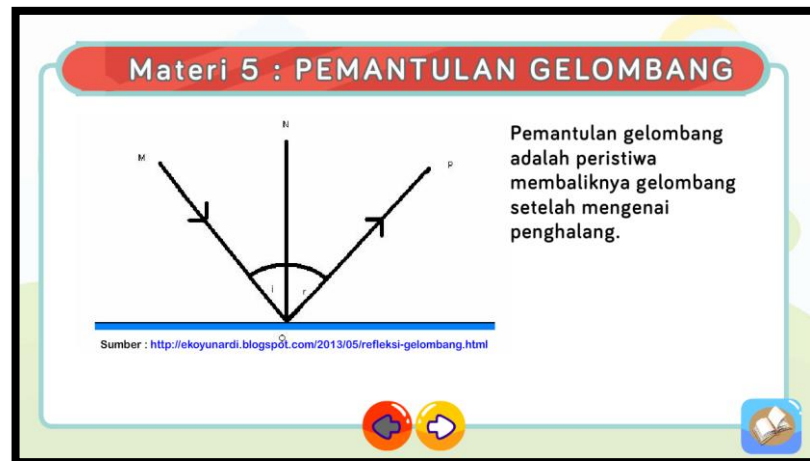 Materi 5 : PEMANTULAN GELOMBANG
N
M
P
i
r
O
Sumber : http://ekoyunardi.blogspot.com/2013/05/refleksi-gelombang.html
Pemantulan gelombang
adalah peristiwa
membaliknya gelombang
setelah mengenai
penghalang.